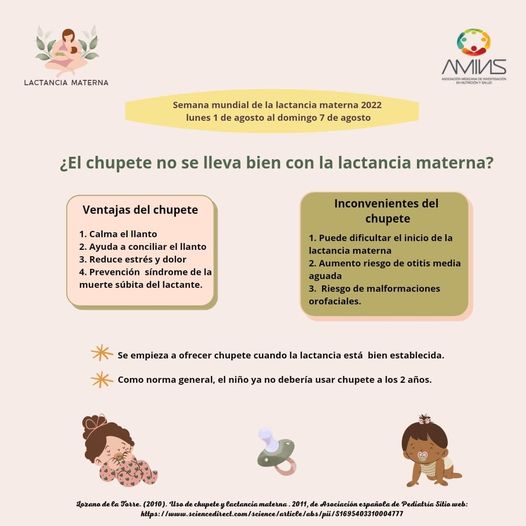 LACTANCIA MATERNA
AMINS
ASOCIACIÓN MEXICANA DE INVESTIGACIÓN
EN NUTRICIÓN Y SALUD
Semana mundial de la lactancia materna 2022
lunes 1 de agosto al domingo 7 de agosto
¿El chupete no se lleva bien con la lactancia materna?
Ventajas del chupete
1. Calma el llanto
2. Ayuda a conciliar el llanto
3. Reduce estrés y dolor
4. Prevención síndrome de la
muerte súbita del lactante.
Inconvenientes del
chupete
1. Puede dificultar el inicio de la
lactancia materna
2. Aumento riesgo de otitis media
aguada
3. Riesgo de malformaciones
orofaciales.
Se empieza a ofrecer chupete cuando la lactancia está bien establecida.
Como norma general, el niño ya no debería usar chupete a los 2 años.
Lozano de la Torre. (2010). Uso de chupete y lactancia materna . 2011, de Asociación española de Pediatría Sitio web:
https://www.sciencedirect.com/science/article/abs/pii/S1695403310004777